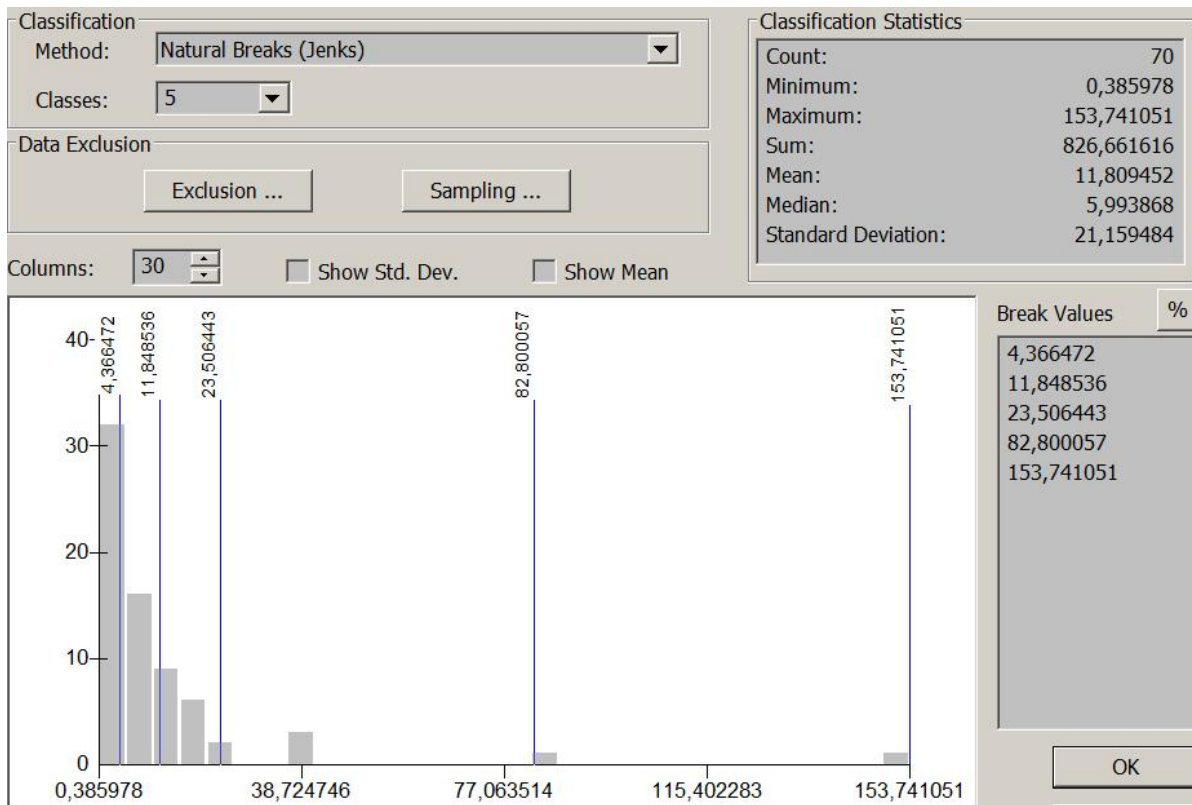 Classification
Method: Natural Breaks (Jenks)
Classes: 5
Data Exclusion
Exclusion ... Sampling ...
Columns: 30 Show Std. Dev. Show Mean
Classification Statistics
Count: 70
Minimum: 0,385978
Maximum: 153,741051
Sum: 826,661616
Mean: 11,809452
Median: 5,993868
Standard Deviation: 21,159484
40-
30
20
10
0
4,366472
11,848536
23,506443
82,800057
153,741051
0,385978 38,724746 77,063514 115,402283 153,741051
Break Values %
4,366472
11,848536
23,506443
82,800057
153,741051
OK